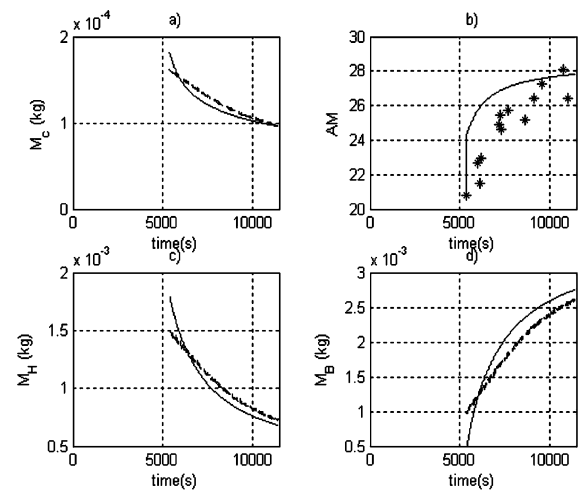 a)
x 10⁻⁴
2
1
0
M_c (kg)
0 5000 10000
time(s)
b)
30
28
26
24
22
20
AM
0 5000 10000
time(s)
c)
x 10⁻³
2
1.5
1
0.5
M_H (kg)
0 5000 10000
time(s)
d)
x 10⁻³
3
2.5
2
1.5
1
0.5
M_B (kg)
0 5000 10000
time(s)